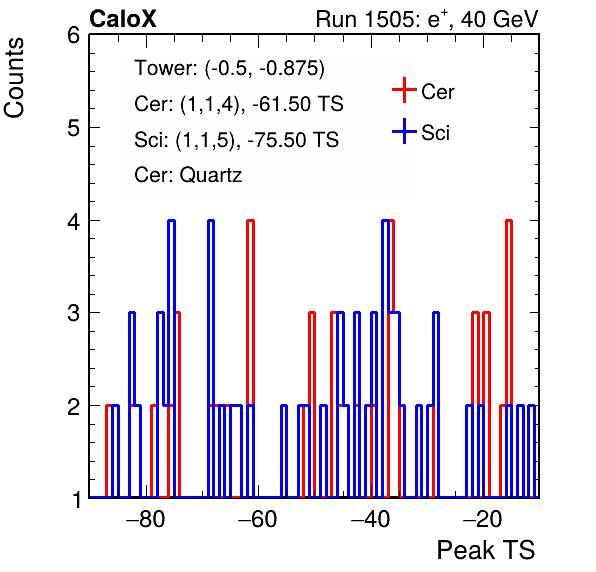 CaloX Run 1505: e⁺, 40 GeV
Counts
Tower: (-0.5, -0.875)
Cer: (1,1,4), -61.50 TS
Sci: (1,1,5), -75.50 TS
Cer: Quartz
Cer
Sci
6
5
4
3
2
1
−80 −60 −40 −20
Peak TS